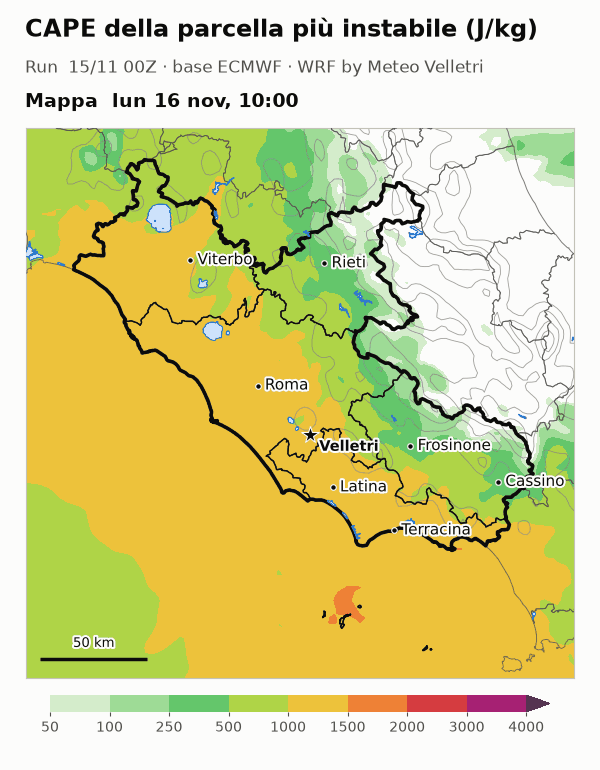 CAPE della parcella più instabile (J/kg)
Run  15/11 00Z · base ECMWF · WRF by Meteo Velletri
Mappa  lun 16 nov, 10:00
Viterbo
Rieti
Roma
Velletri
Frosinone
Cassino
Latina
Terracina
50 km
50 100 250 500 1000 1500 2000 3000 4000